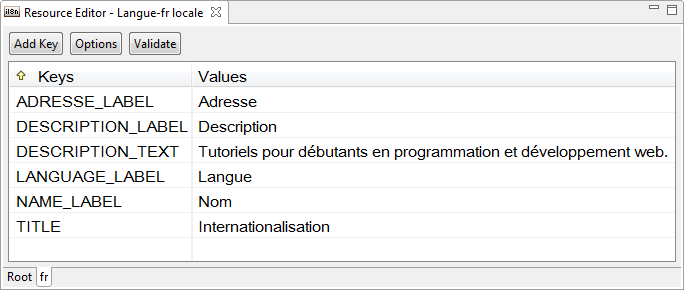 i18n Resource Editor - Langue-fr locale
Add Key Options Validate
Keys Values
ADRESSE_LABEL Adresse
DESCRIPTION_LABEL Description
DESCRIPTION_TEXT Tutoriels pour débutants en programmation et développement web.
LANGUAGE_LABEL Langue
NAME_LABEL Nom
TITLE Internationalisation
Root fr